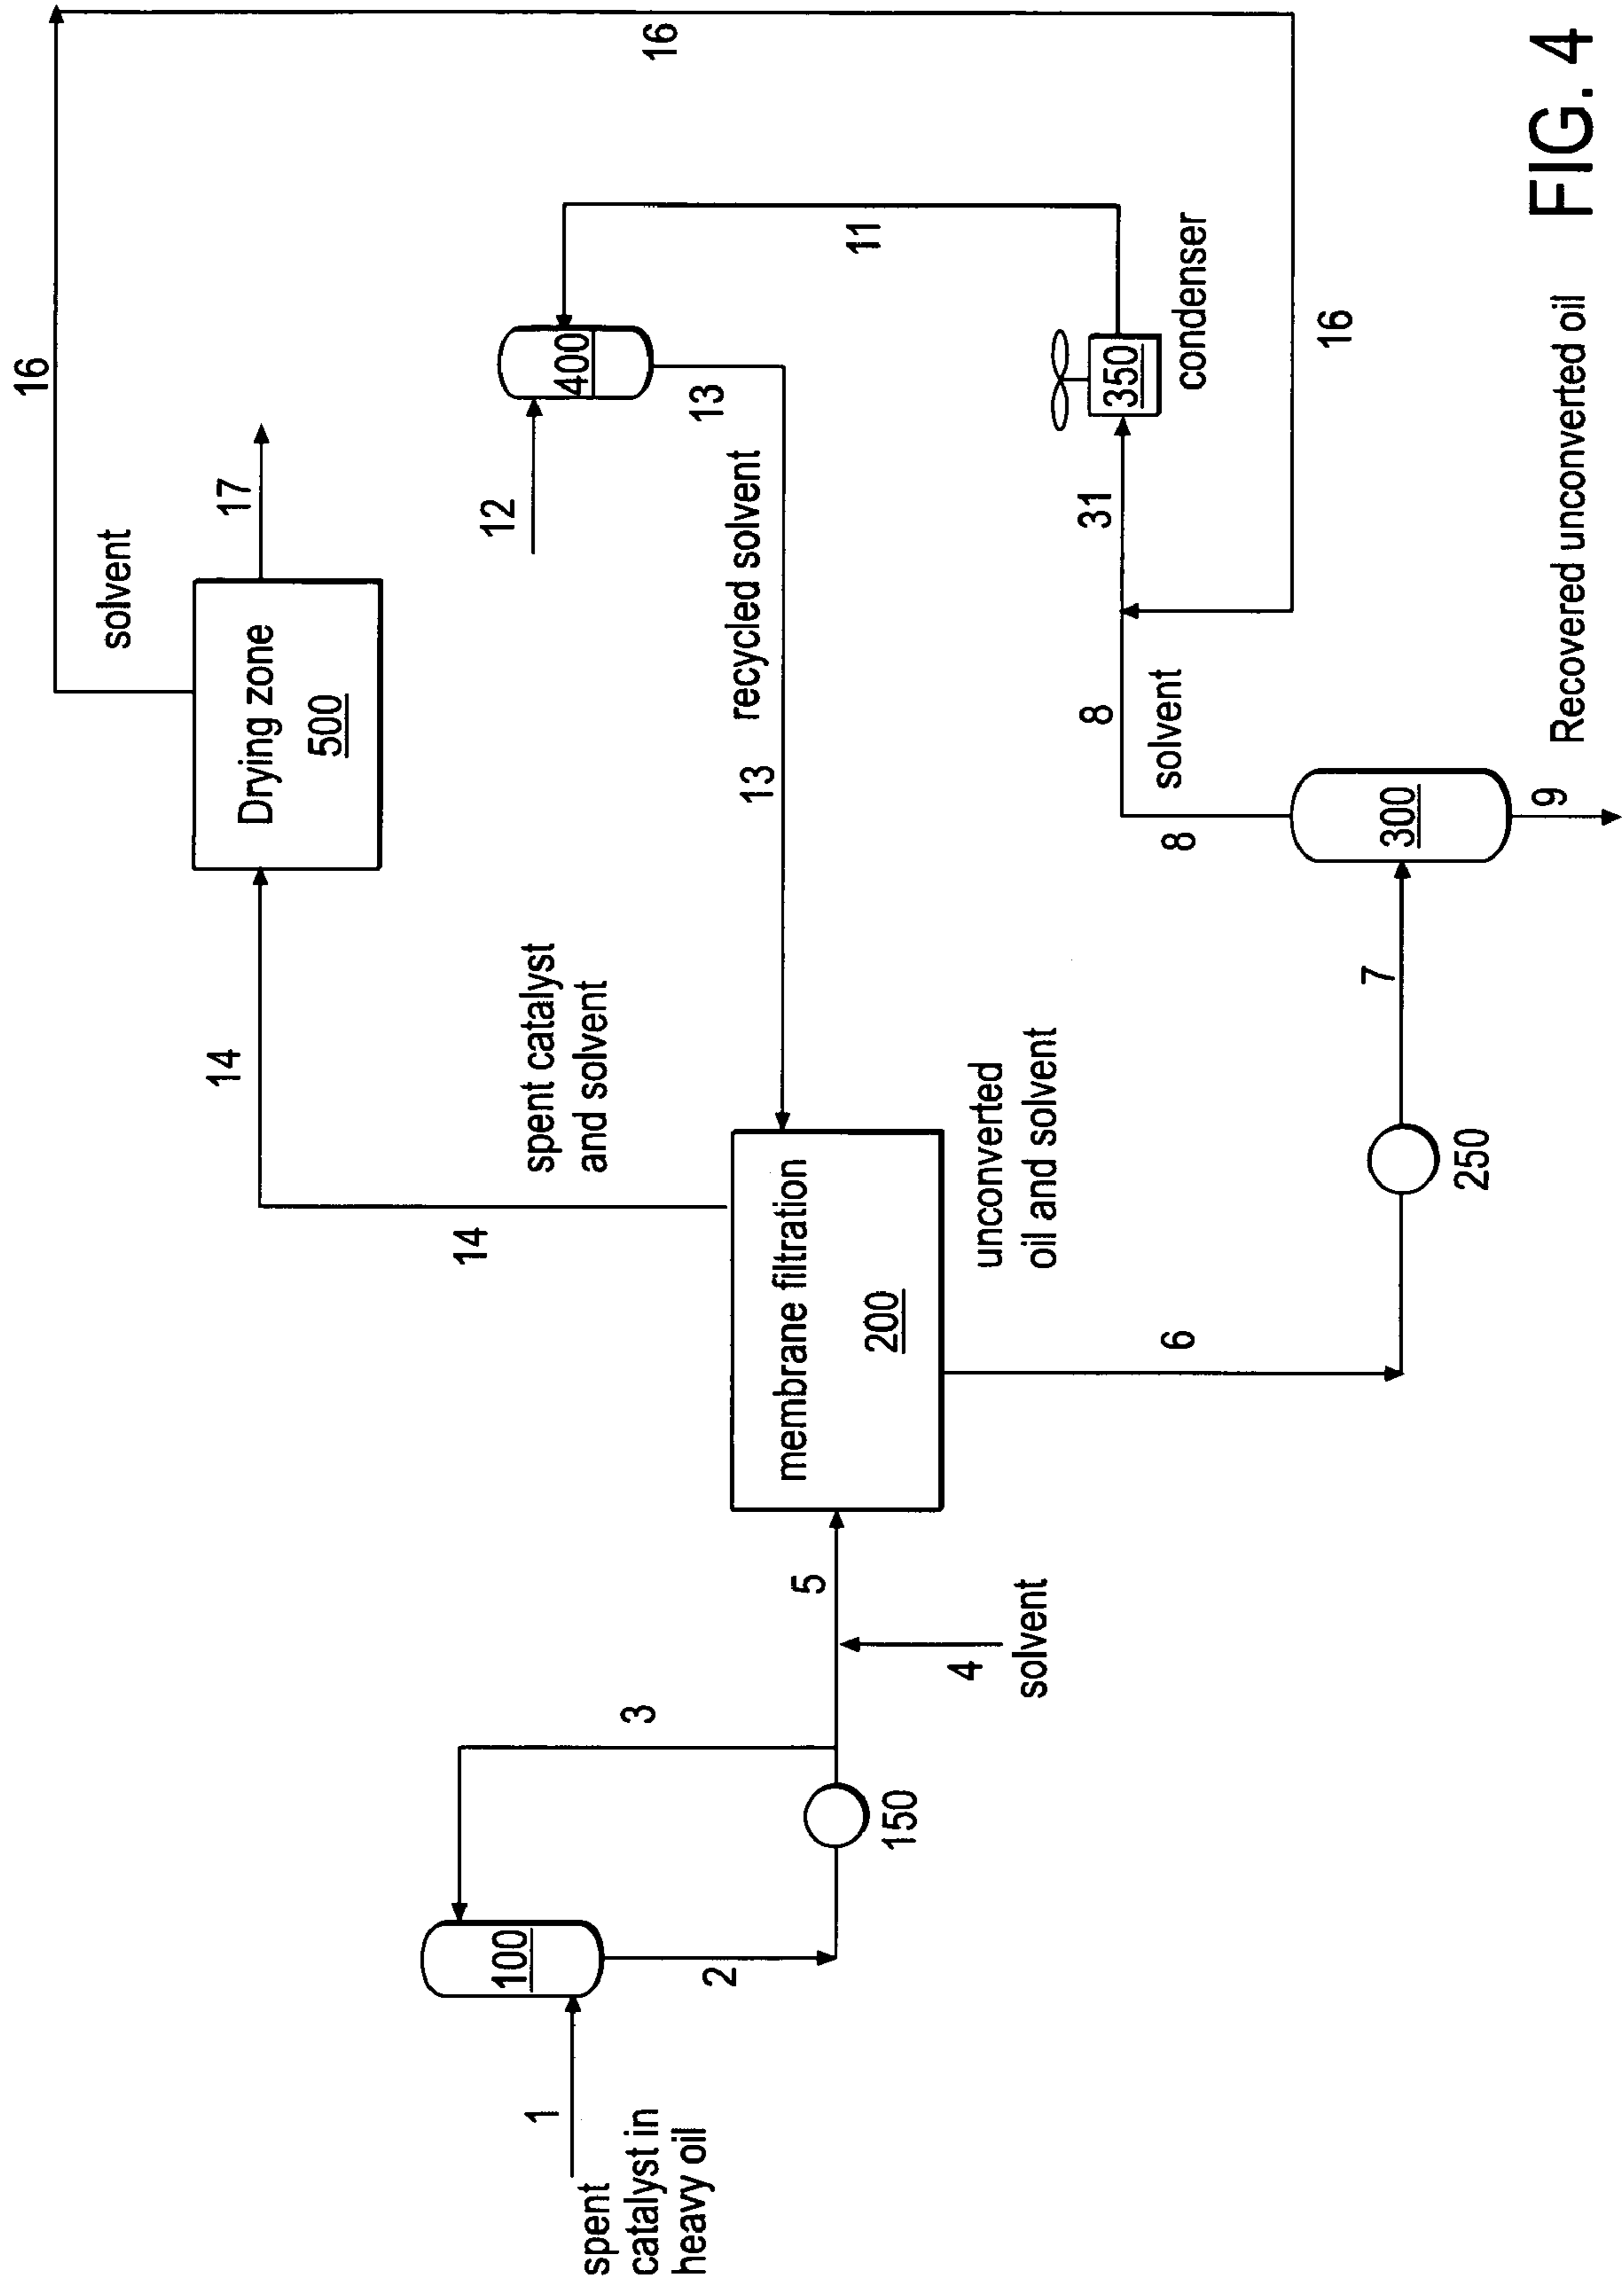 16
16
solvent
17
Drying zone
500
14
14
spent catalyst
and solvent
12
400
13
11
recycled solvent
13
membrane filtration
200
unconverted
oil and solvent
350
condenser
31
16
8
solvent
8
300
9
Recovered unconverted oil
7
250
6
5
4
solvent
3
150
100
2
1
spent
catalyst in
heavy oil
FIG. 4